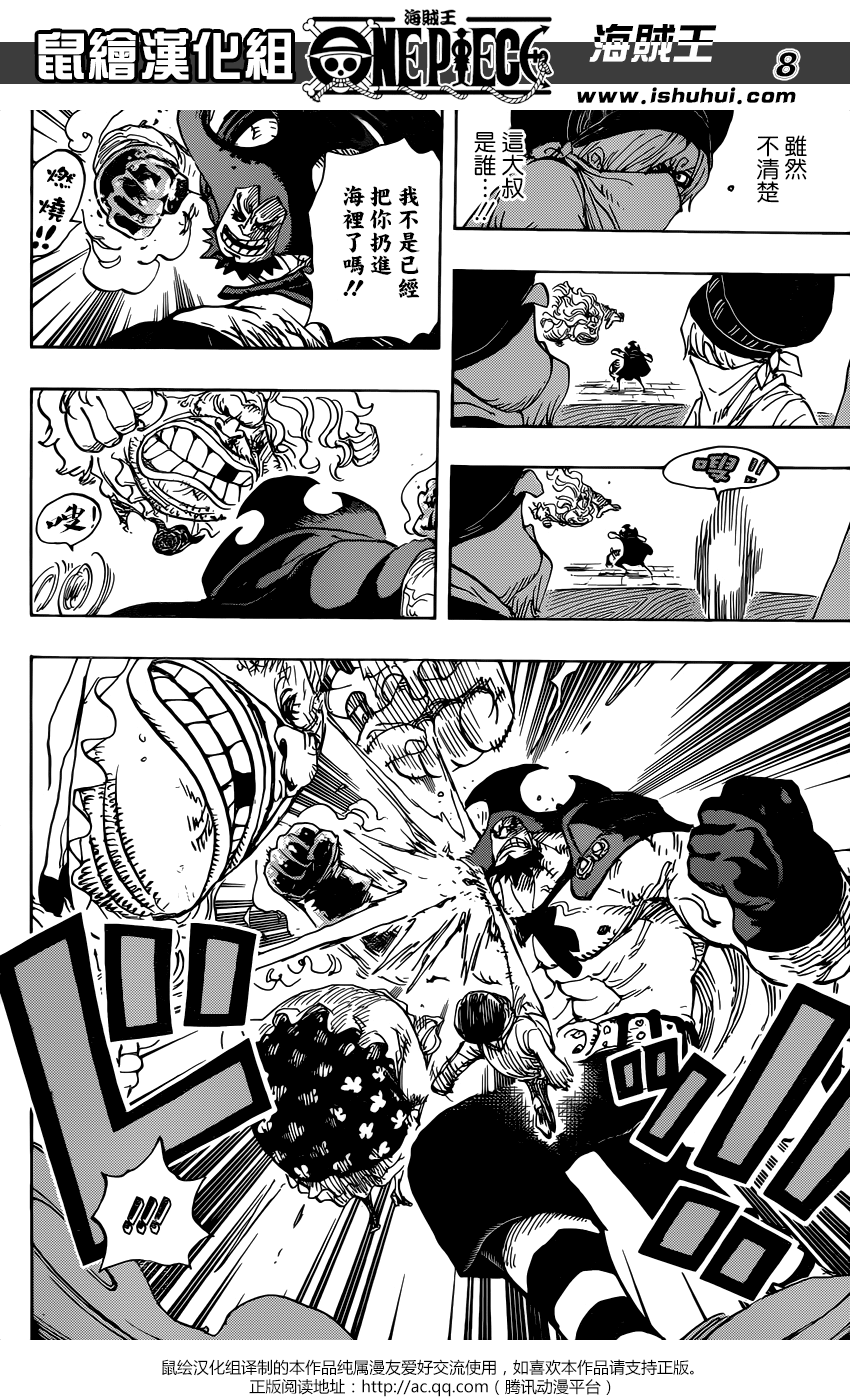 鼠繪漢化組
海賊王
ONE PIECE
海賊王
8
www.ishuhui.com
雖然
不清楚
這大叔
是誰…!!
我不是已經
把你扔進
海裡了嗎!!
燃燒!!
嗖!
!!!
ドドド
鼠绘汉化组译制的本作品纯属漫友爱好交流使用，如喜欢本作品请支持正版。
正版阅读地址：http://ac.qq.com（腾讯动漫平台）